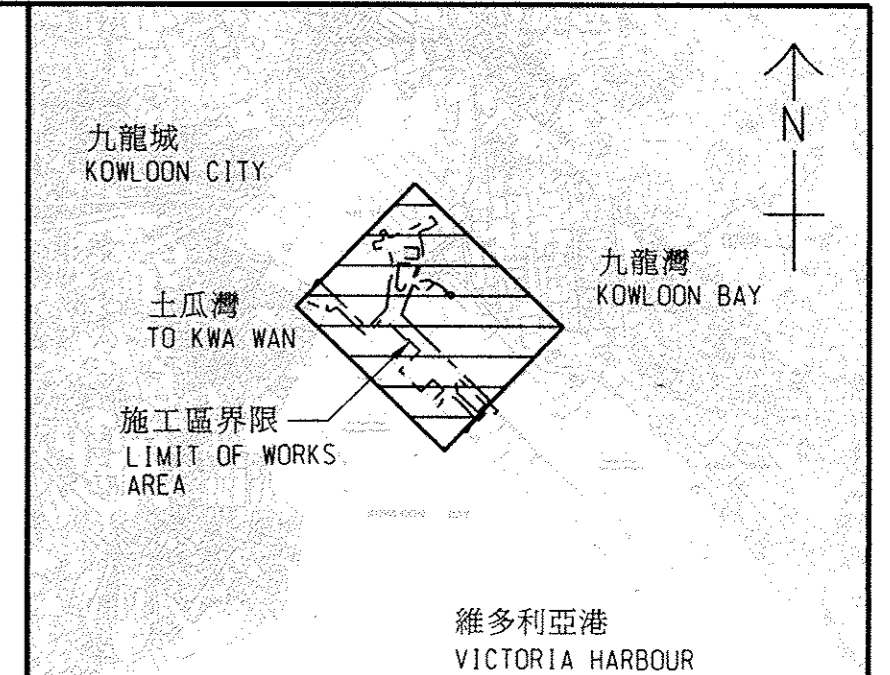 九龍城
KOWLOON CITY
N
九龍灣
KOWLOON BAY
土瓜灣
TO KWA WAN
施工區界限
LIMIT OF WORKS
AREA
維多利亞港
VICTORIA HARBOUR